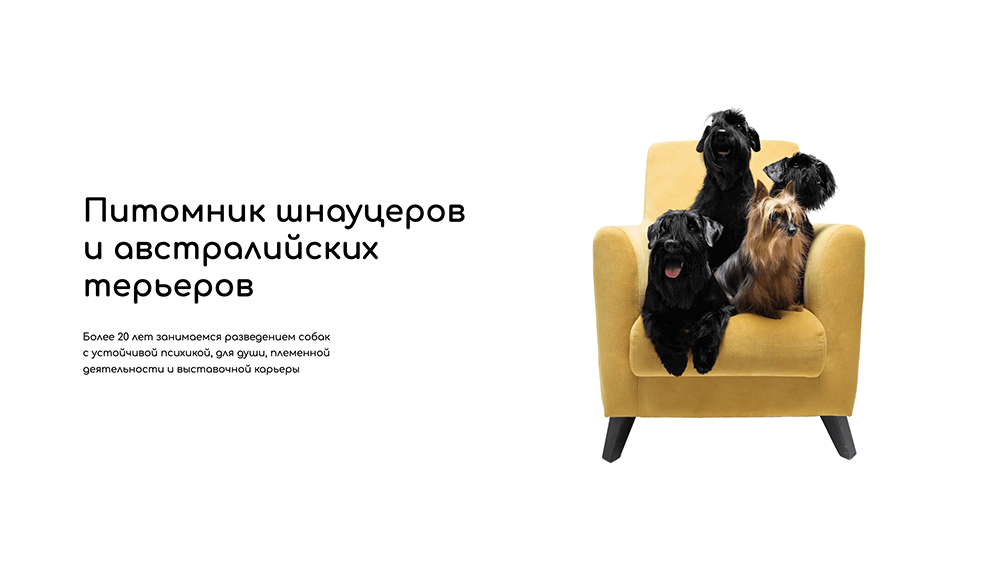 Питомник шнауцеров
и австралийских
терьеров
Более 20 лет занимаемся разведением собак
с устойчивой психикой, для души, племенной
деятельности и выставочной карьеры